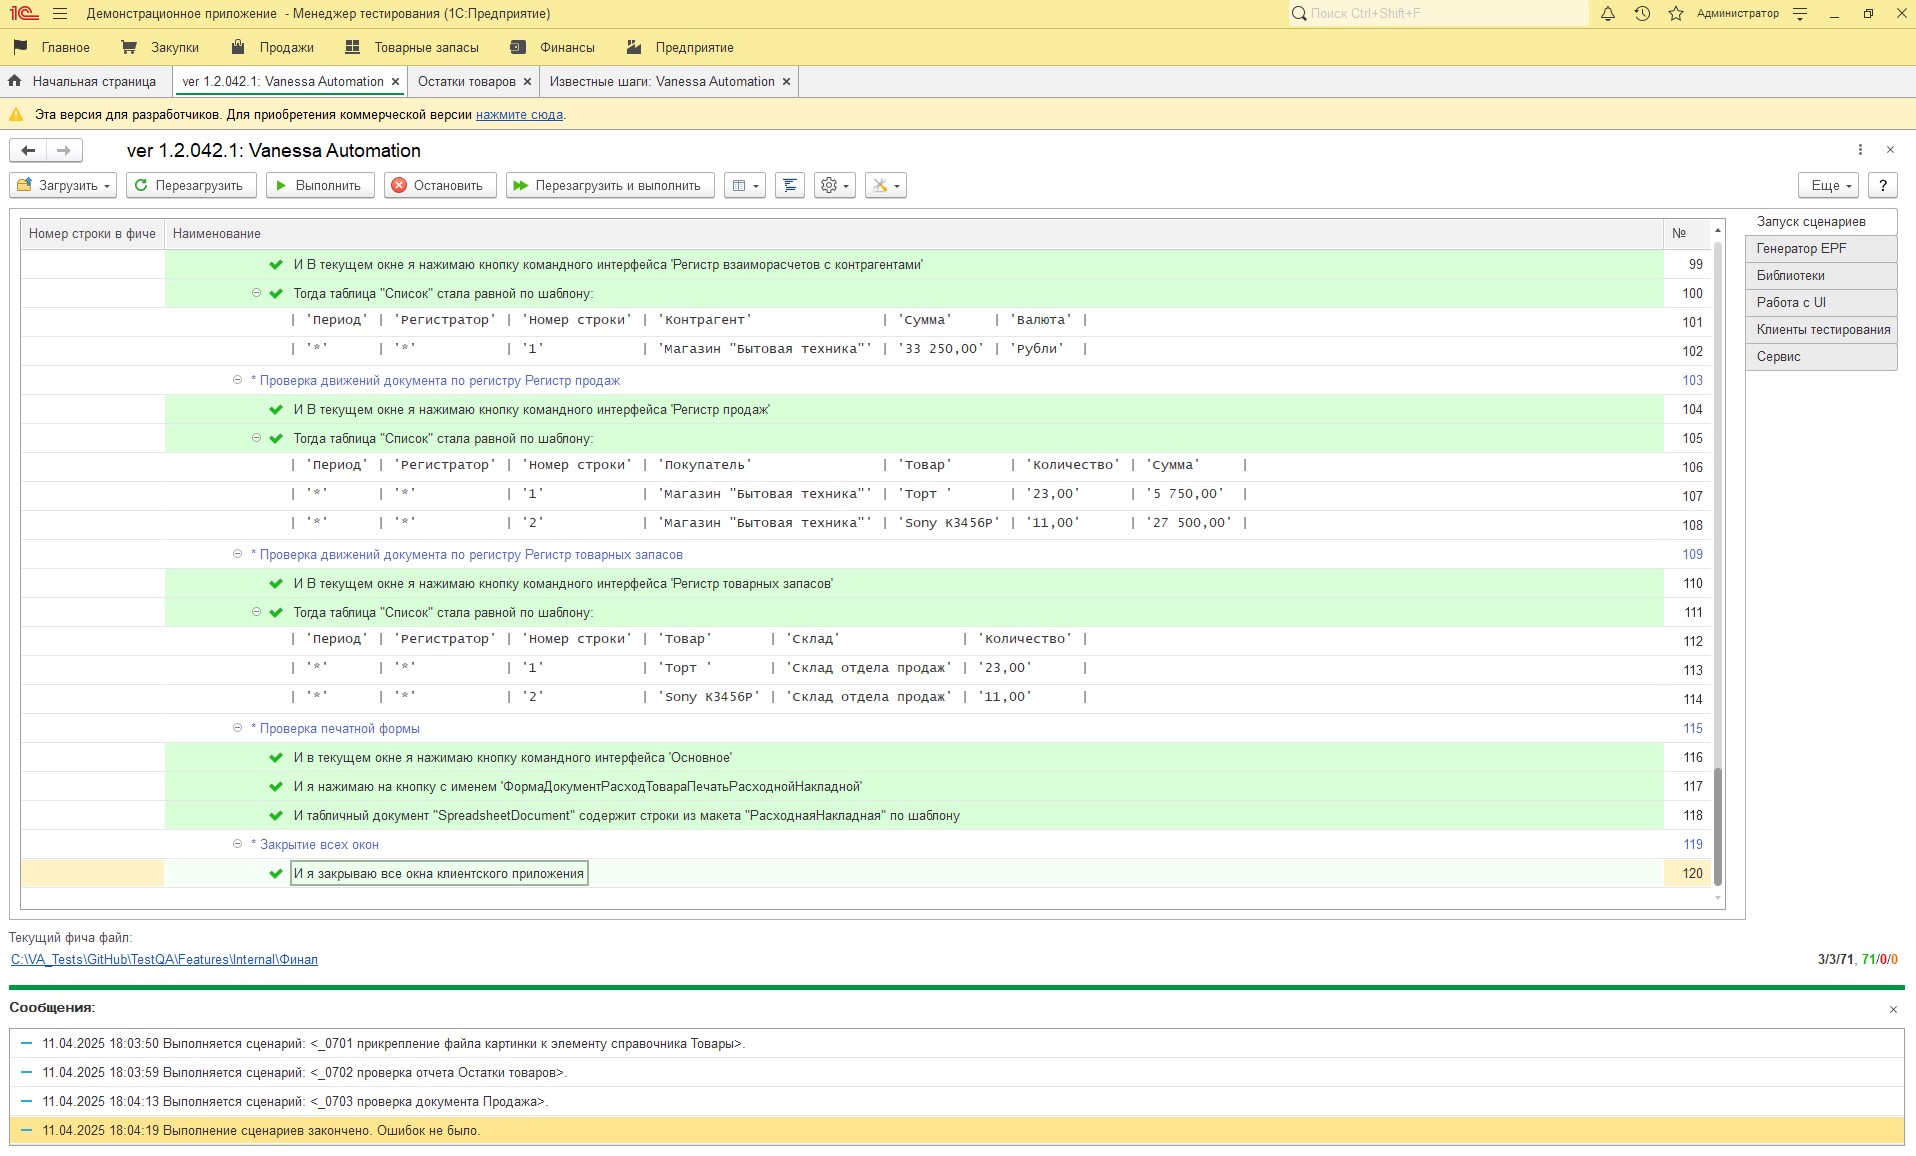 1С Демонстрационное приложение - Менеджер тестирования (1С:Предприятие) Поиск Ctrl+Shift+F Администратор
Главное Закупки Продажи Товарные запасы Финансы Предприятие
Начальная страница ver 1.2.042.1: Vanessa Automation × Остатки товаров × Известные шаги: Vanessa Automation ×
Эта версия для разработчиков. Для приобретения коммерческой версии нажмите сюда.
ver 1.2.042.1: Vanessa Automation
Загрузить Перезагрузить Выполнить Остановить Перезагрузить и выполнить Еще ?
Номер строки в фиче Наименование №
И В текущем окне я нажимаю кнопку командного интерфейса 'Регистр взаиморасчетов с контрагентами' 99
Тогда таблица "Список" стала равной по шаблону: 100
| 'Период' | 'Регистратор' | 'Номер строки' | 'Контрагент' | 'Сумма' | 'Валюта' | 101
| '*' | '*' | '1' | 'Магазин "Бытовая техника"' | '33 250,00' | 'Рубли' | 102
* Проверка движений документа по регистру Регистр продаж 103
И В текущем окне я нажимаю кнопку командного интерфейса 'Регистр продаж' 104
Тогда таблица "Список" стала равной по шаблону: 105
| 'Период' | 'Регистратор' | 'Номер строки' | 'Покупатель' | 'Товар' | 'Количество' | 'Сумма' | 106
| '*' | '*' | '1' | 'Магазин "Бытовая техника"' | 'Торт ' | '23,00' | '5 750,00' | 107
| '*' | '*' | '2' | 'Магазин "Бытовая техника"' | 'Sony К3456P' | '11,00' | '27 500,00' | 108
* Проверка движений документа по регистру Регистр товарных запасов 109
И В текущем окне я нажимаю кнопку командного интерфейса 'Регистр товарных запасов' 110
Тогда таблица "Список" стала равной по шаблону: 111
| 'Период' | 'Регистратор' | 'Номер строки' | 'Товар' | 'Склад' | 'Количество' | 112
| '*' | '*' | '1' | 'Торт ' | 'Склад отдела продаж' | '23,00' | 113
| '*' | '*' | '2' | 'Sony К3456P' | 'Склад отдела продаж' | '11,00' | 114
* Проверка печатной формы 115
И в текущем окне я нажимаю кнопку командного интерфейса 'Основное' 116
И я нажимаю на кнопку с именем 'ФормаДокументРасходТовараПечатьРасходнойНакладной' 117
И табличный документ "SpreadsheetDocument" содержит строки из макета "РасходнаяНакладная" по шаблону 118
* Закрытие всех окон 119
И я закрываю все окна клиентского приложения 120
Запуск сценариев
Генератор EPF
Библиотеки
Работа с UI
Клиенты тестирования
Сервис
Текущий фича файл:
C:\VA_Tests\GitHub\TestQA\Features\Internal\Финал 3/3/71, 71/0/0
Сообщения:
11.04.2025 18:03:50 Выполняется сценарий: <_0701 прикрепление файла картинки к элементу справочника Товары>.
11.04.2025 18:03:59 Выполняется сценарий: <_0702 проверка отчета Остатки товаров>.
11.04.2025 18:04:13 Выполняется сценарий: <_0703 проверка документа Продажа>.
11.04.2025 18:04:19 Выполнение сценариев закончено. Ошибок не было.